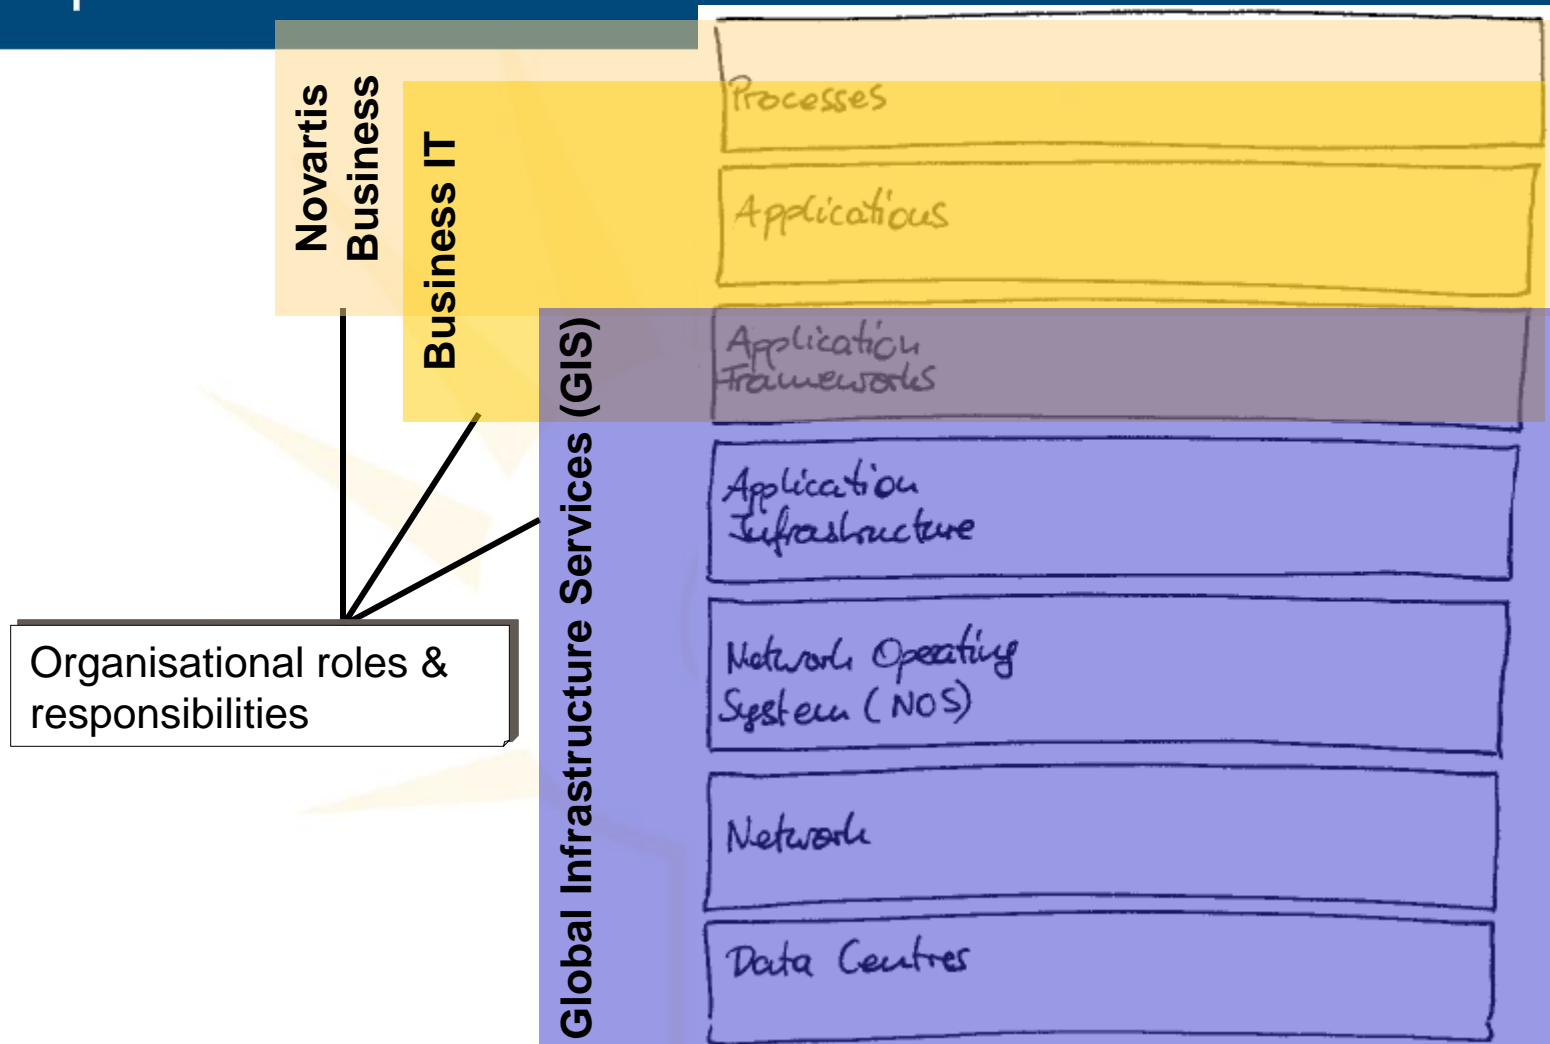 Novartis
Business
Business IT
Global Infrastructure Services (GIS)
Organisational roles &
responsibilities
Processes
Applications
Application
Frameworks
Application
Infrastructure
Network Operating
System (NOS)
Network
Data Centres